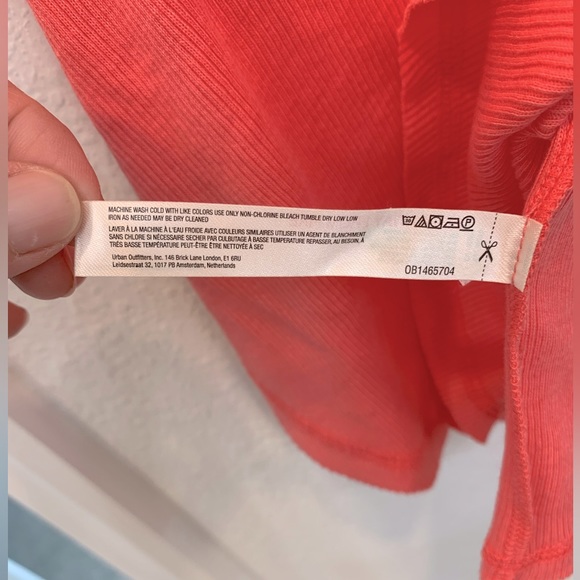 MACHINE WASH COLD WITH LIKE COLORS USE ONLY NON-CHLORINE BLEACH TUMBLE DRY LOW LOW
IRON AS NEEDED MAY BE DRY CLEANED
LAVER À LA MACHINE À L'EAU FROIDE AVEC COULEURS SIMILAIRES UTILISER UN AGENT DE BLANCHIMENT
SANS CHLORE SI NÉCESSAIRE SECHER PAR CULBUTAGE À BASSE TEMPERATURE REPASSER, AU BESOIN, À
TRÈS BASSE TEMPÉRATURE PEUT-ÊTRE ÊTRE NETTOYÉE À SEC
Urban Outfitters, Inc. 146 Brick Lane London, E1 6RU
Leidsestraat 32, 1017 PB Amsterdam, Netherlands
OB1465704